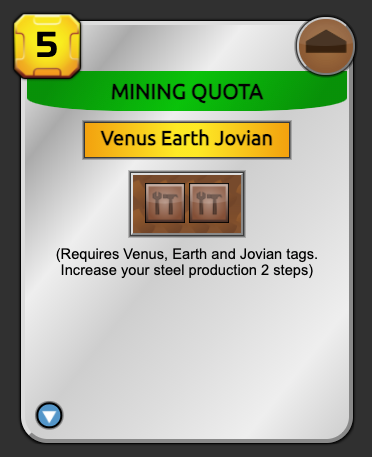 5
MINING QUOTA
Venus Earth Jovian
(Requires Venus, Earth and Jovian tags.
Increase your steel production 2 steps)